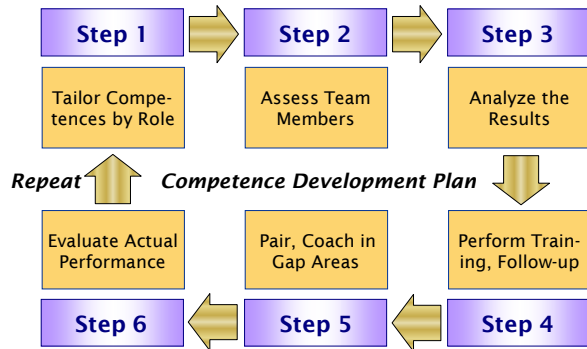 Step 1
Step 2
Step 3
Tailor Compe-
tences by Role
Assess Team
Members
Analyze the
Results
Repeat
Competence Development Plan
Evaluate Actual
Performance
Pair, Coach in
Gap Areas
Perform Train-
ing, Follow-up
Step 6
Step 5
Step 4